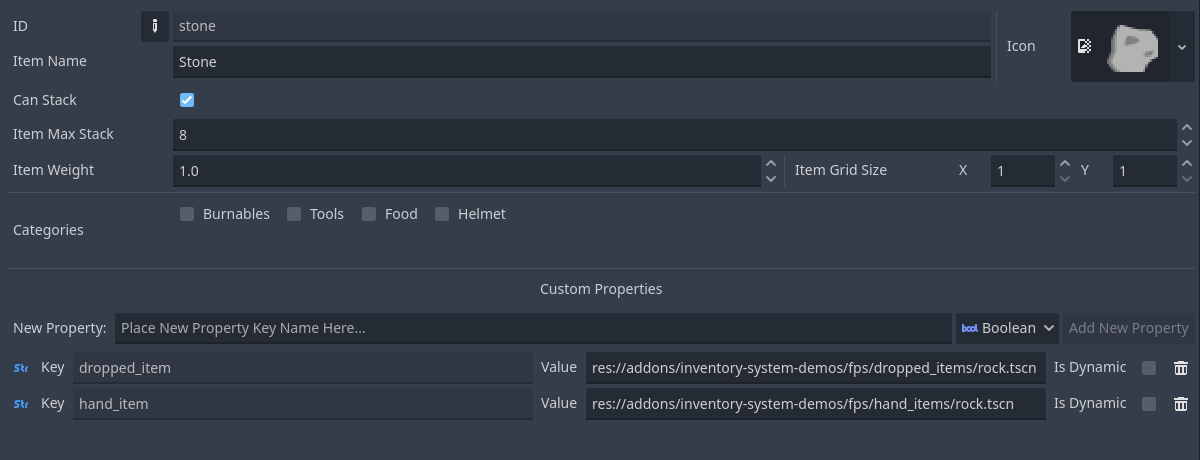 ID stone Icon
Item Name Stone
Can Stack
Item Max Stack 8
Item Weight 1.0 Item Grid Size X 1 Y 1
Burnables Tools Food Helmet
Categories
Custom Properties
New Property: Place New Property Key Name Here... bool Boolean Add New Property
Str Key dropped_item Value res://addons/inventory-system-demos/fps/dropped_items/rock.tscn Is Dynamic
Str Key hand_item Value res://addons/inventory-system-demos/fps/hand_items/rock.tscn Is Dynamic